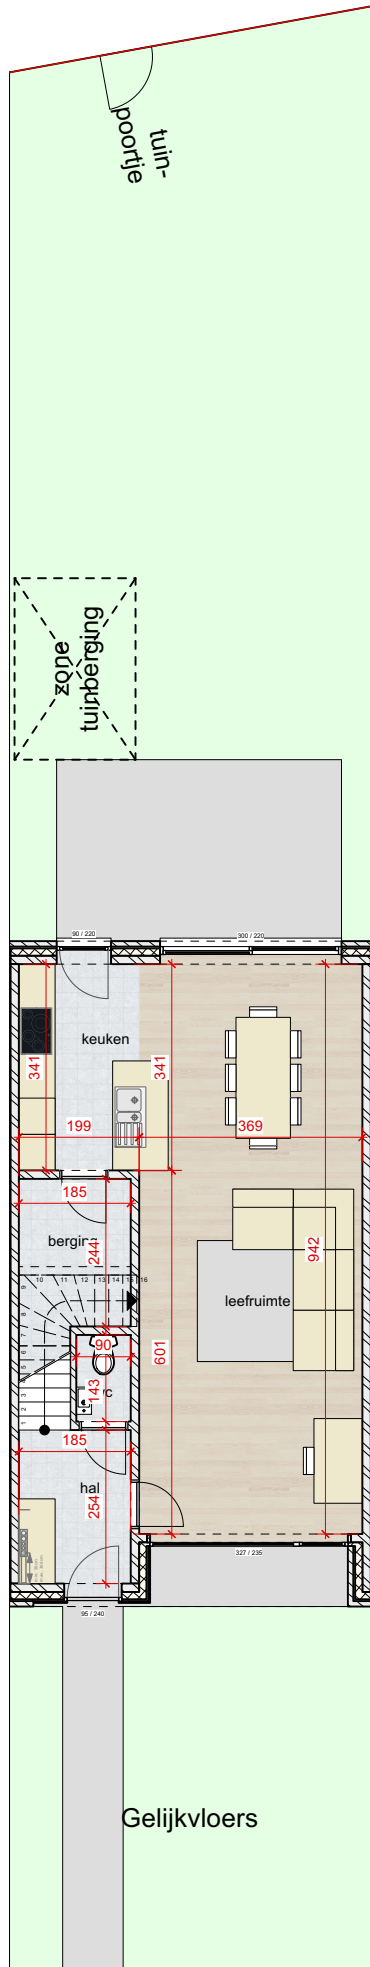 tuin-
poortje
zone
tuinberging
90 / 220
300 / 220
keuken
341
341
199
369
185
berging
244
942
9
10
11
12
13
14
15
16
8
7
6
5
4
3
2
1
leefruimte
90
601
143
wc
185
hal
254
327 / 235
95 / 240
Gelijkvloers